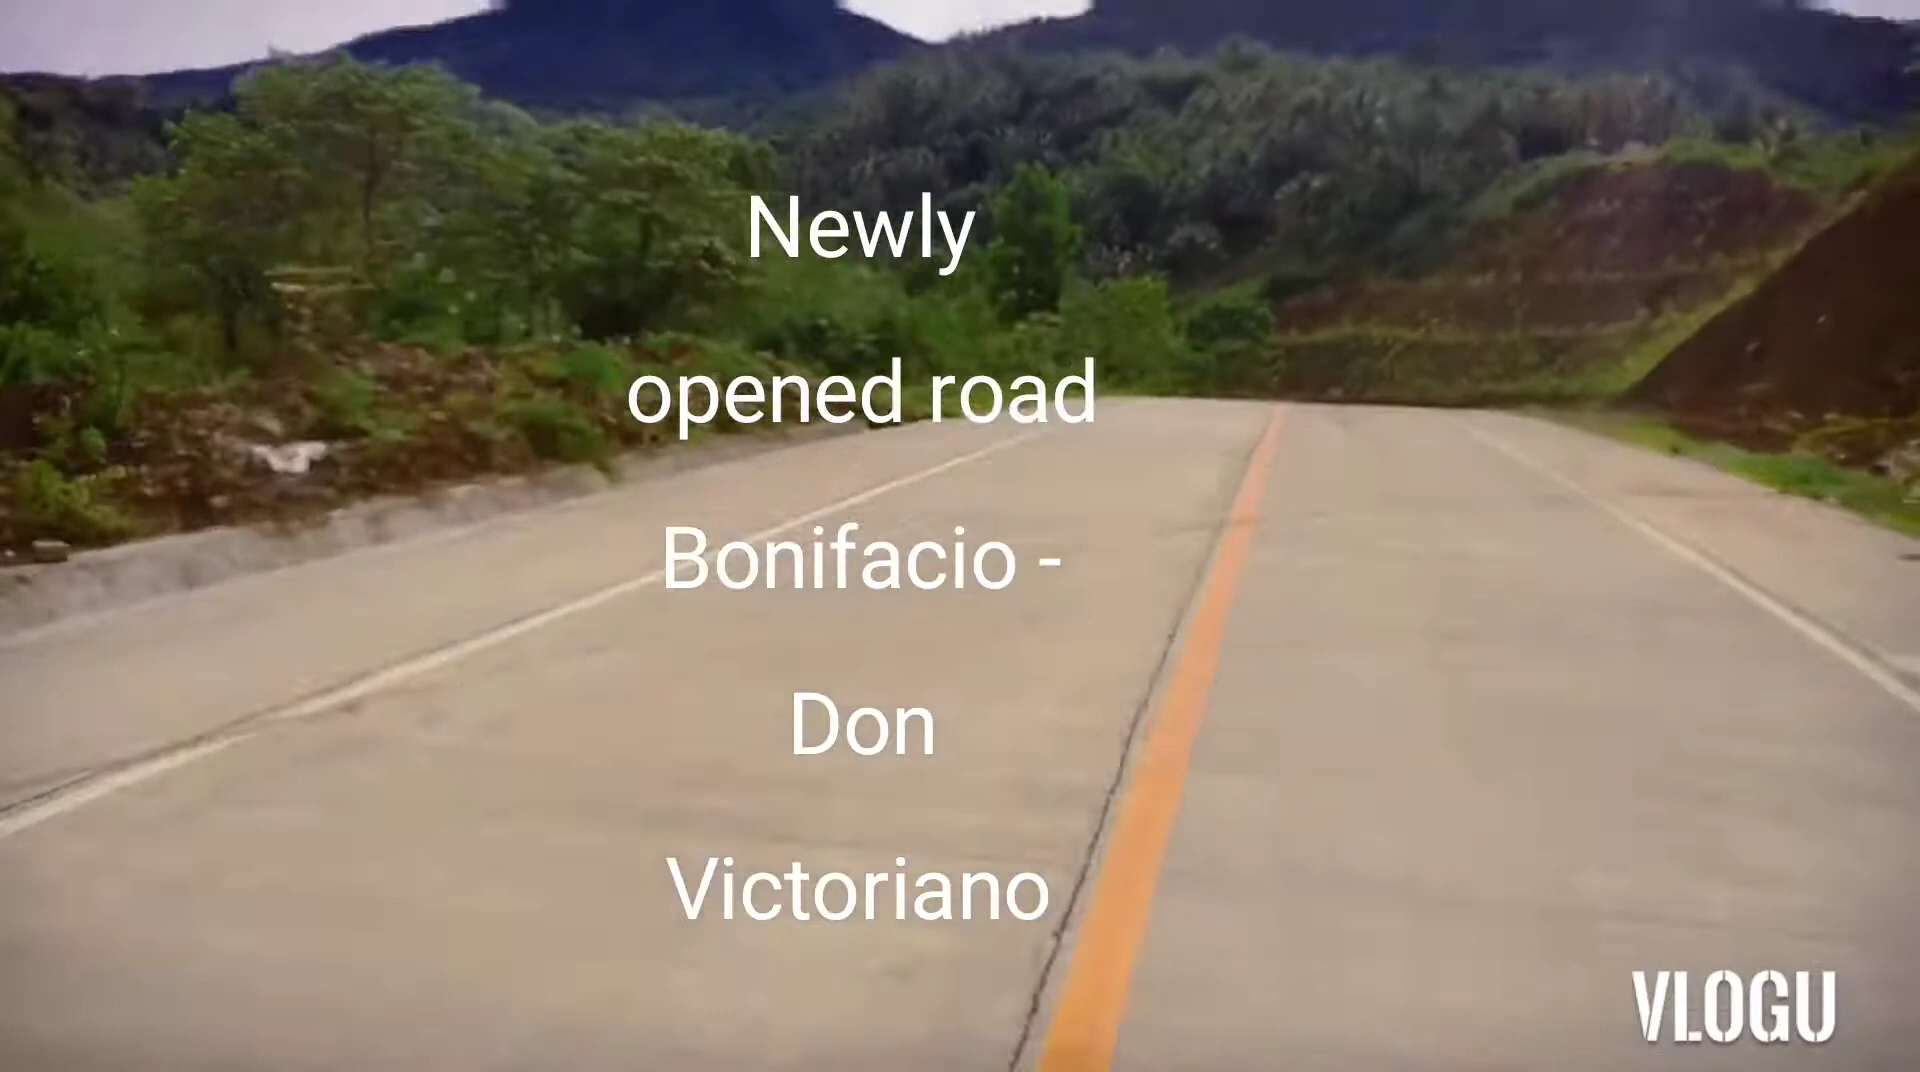 Newly
opened road
Bonifacio -
Don
Victoriano
VLOGU